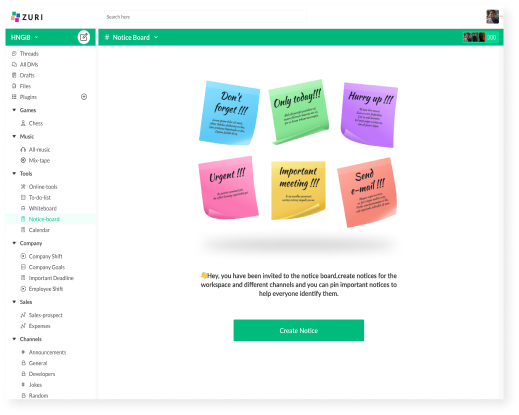 ZURI
Search here
HNGi8
# Notice Board
Threads
All DMs
Drafts
Files
Plugins
Games
Chess
Music
All-music
Mix-tape
Tools
Online-tools
To-do-list
Whiteboard
Notice-board
Calendar
Company
Company Shift
Company Goals
Important Deadline
Employee Shift
Sales
Sales-prospect
Expenses
Channels
# Announcements
General
Developers
# Jokes
Random
Don't
forget !!!
Only today!!!
Hurry up !!!
Urgent !!!
Important
meeting !!!
Send
e-mail !!!
👋Hey, you have been invited to the notice board,create notices for the
workspace and different channels and you can pin important notices to
help everyone identify them.
Create Notice